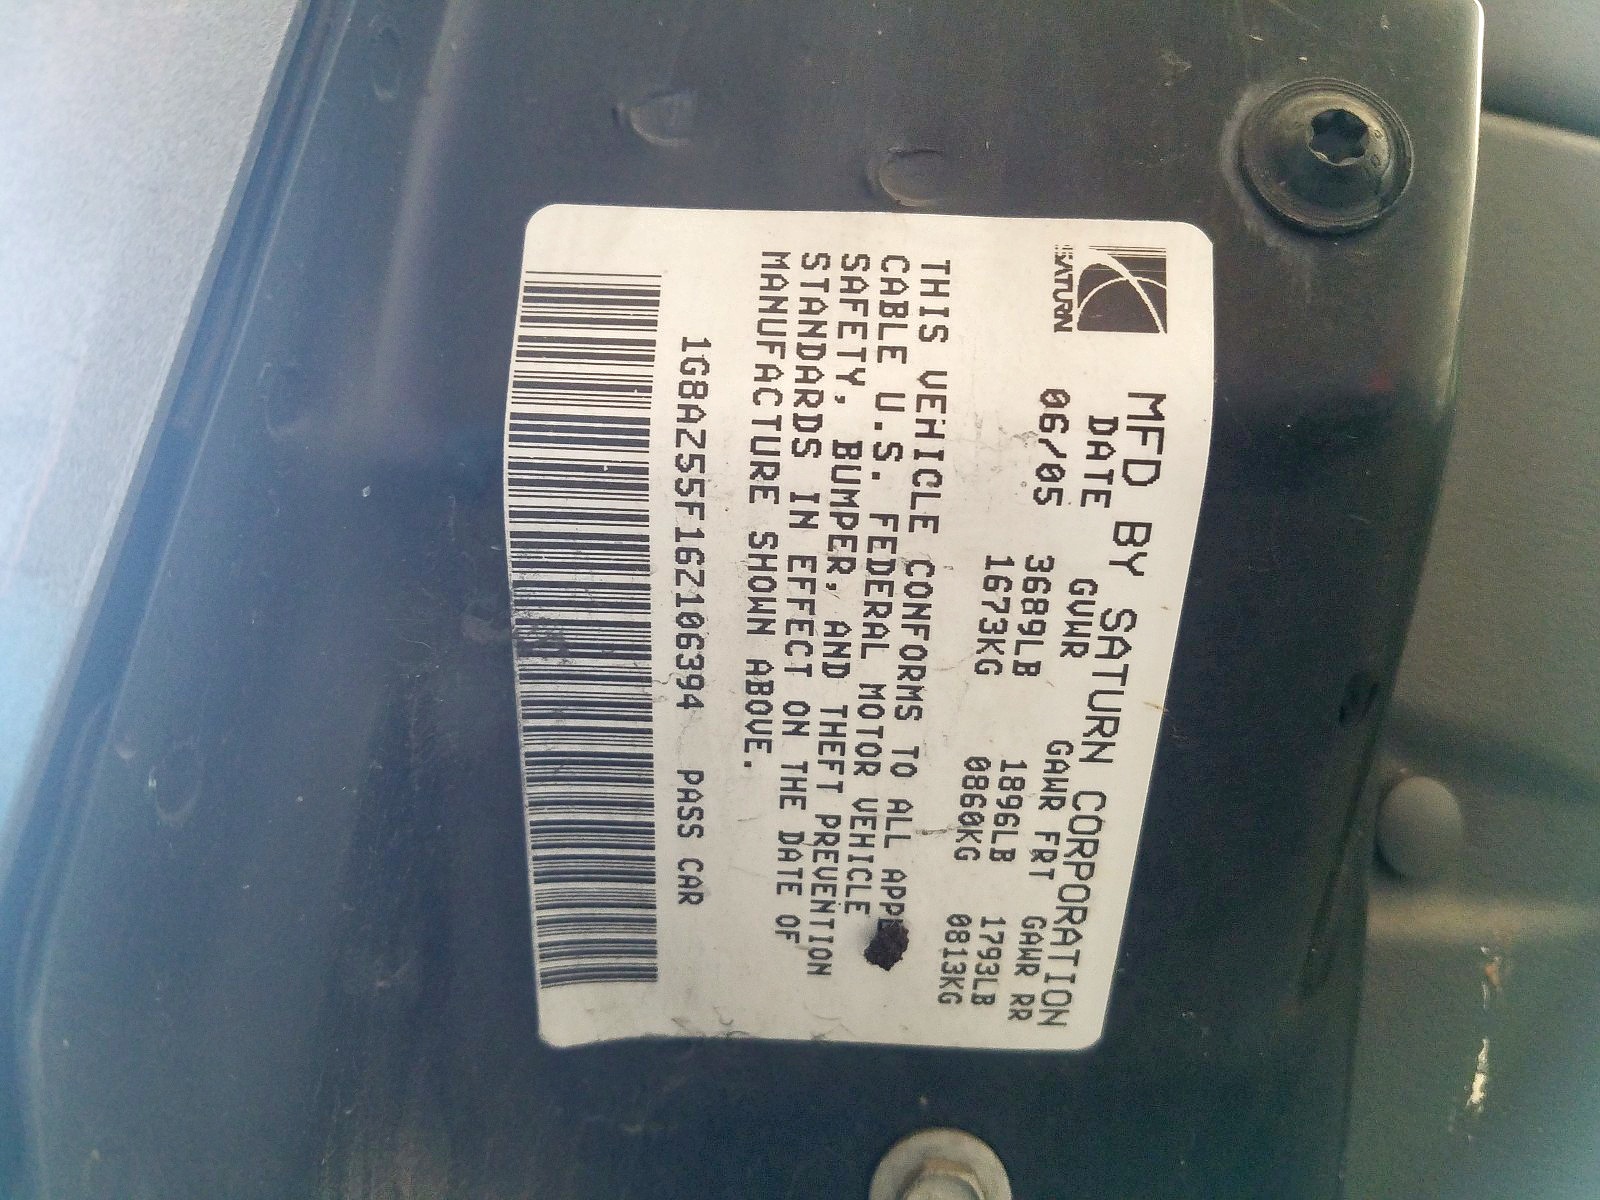 SATURN
MFD BY SATURN CORPORATION
DATE GVWR GAWR FRT GAWR RR
06/05 3689LB 1896LB 1793LB
1673KG 0860KG 0813KG
THIS VEHICLE CONFORMS TO ALL APPL
CABLE U.S. FEDERAL MOTOR VEHICLE
SAFETY, BUMPER, AND THEFT PREVENTION
STANDARDS IN EFFECT ON THE DATE OF
MANUFACTURE SHOWN ABOVE.
1G8AZ55F16Z106394 PASS CAR